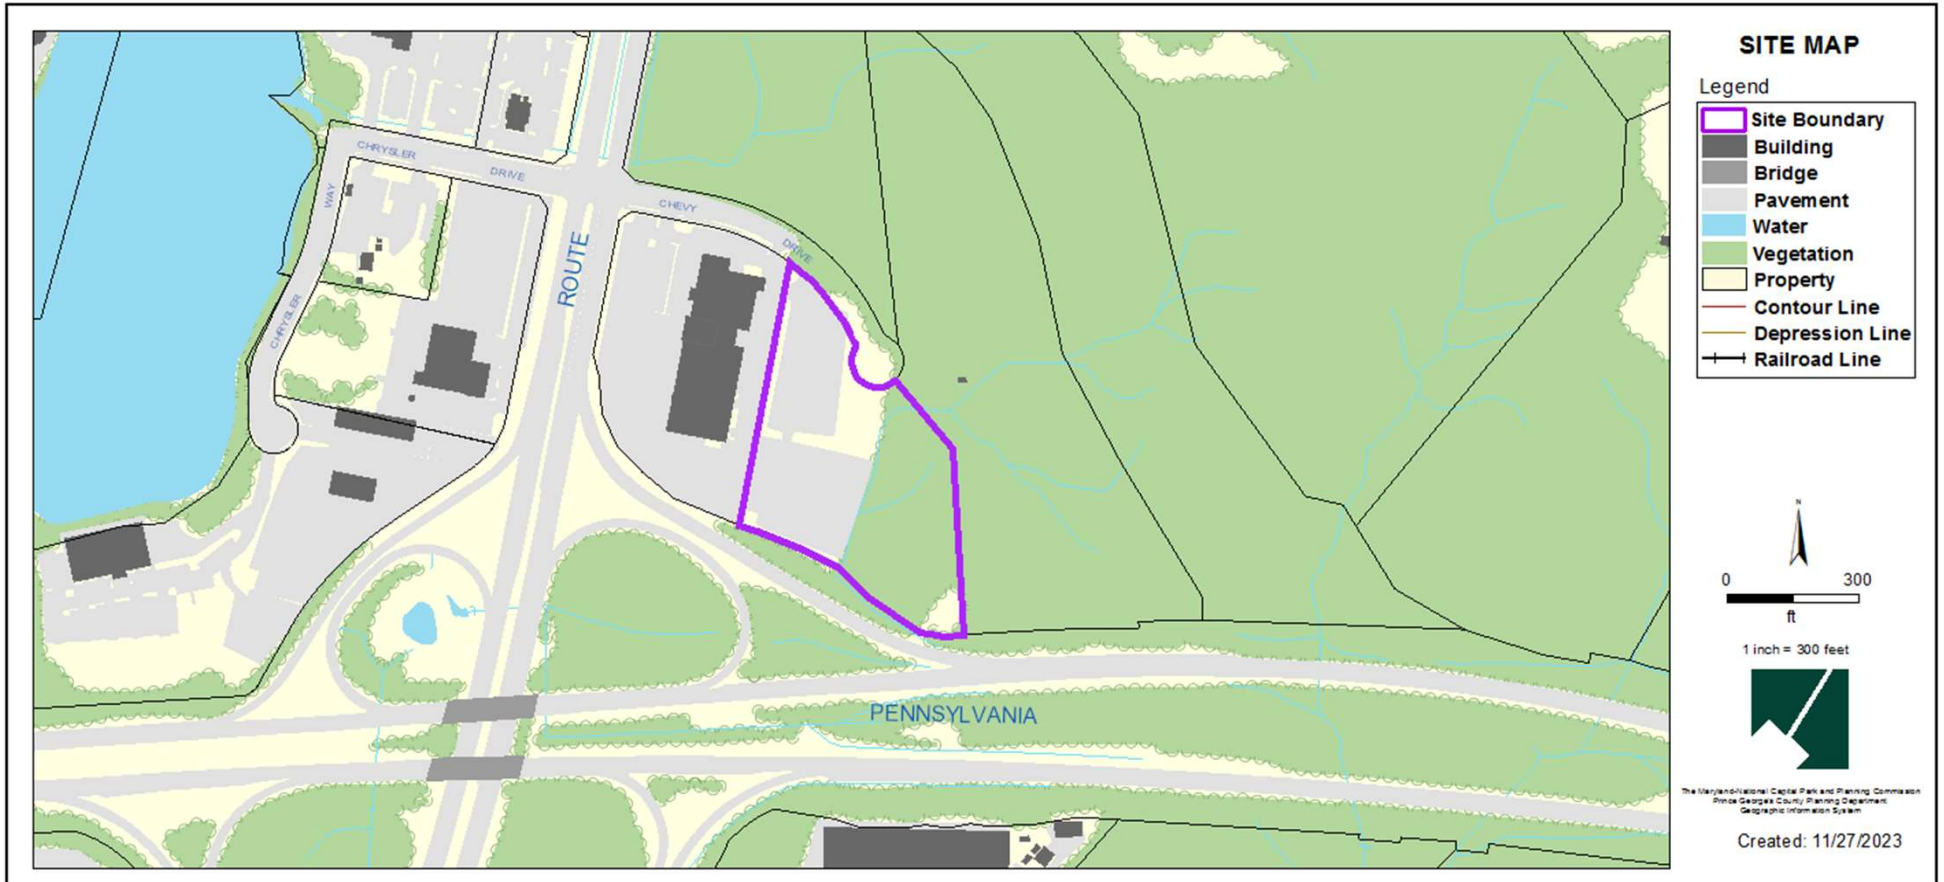 SITE MAP
Legend
Site Boundary
Building
Bridge
Pavement
Water
Vegetation
Property
Contour Line
Depression Line
Railroad Line
CHRYSLER
DRIVE
WAY
CHRYSLER
ROUTE
CHEVY
DRIVE
PENNSYLVANIA
N
0 300
ft
1 inch = 300 feet
The Maryland-National Capital Park and Planning Commission
Prince George's County Planning Department
Geographic Information System
Created: 11/27/2023